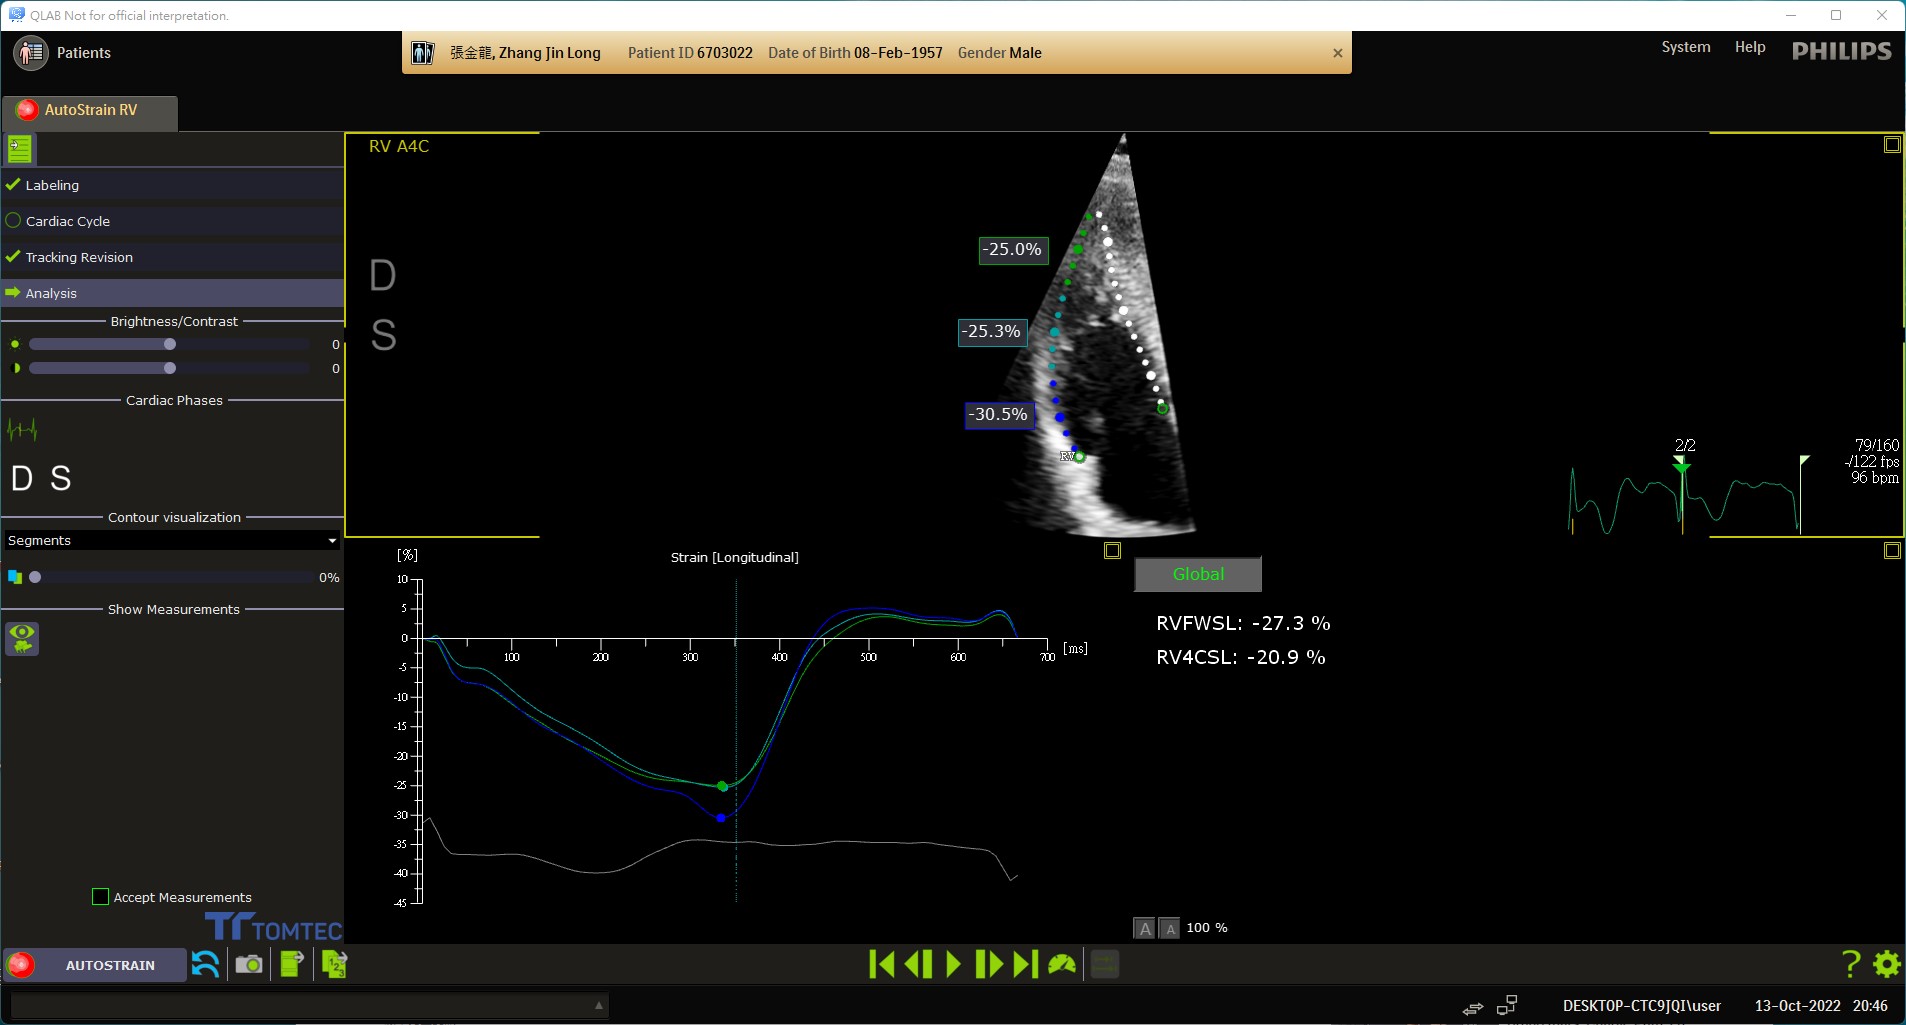 QLAB Not for official interpretation.
Patients
張金龍, Zhang Jin Long Patient ID 6703022 Date of Birth 08-Feb-1957 Gender Male
System Help PHILIPS
AutoStrain RV
Labeling
Cardiac Cycle
Tracking Revision
Analysis
Brightness/Contrast
0
0
Cardiac Phases
D S
Contour visualization
Segments
0%
Show Measurements
Accept Measurements
TOMTEC
RV A4C
D
S
-25.0%
-25.3%
-30.5%
RV
2/2
79/160
-/122 fps
96 bpm
[%]
Strain [Longitudinal]
10
5
0
-5
-10
-15
-20
-25
-30
-35
-40
-45
100 200 300 400 500 600 700 [ms]
Global
RVFWSL: -27.3 %
RV4CSL: -20.9 %
A A 100 %
AUTOSTRAIN
1 2 3
?
DESKTOP-CTC9JQI\user 13-Oct-2022 20:46